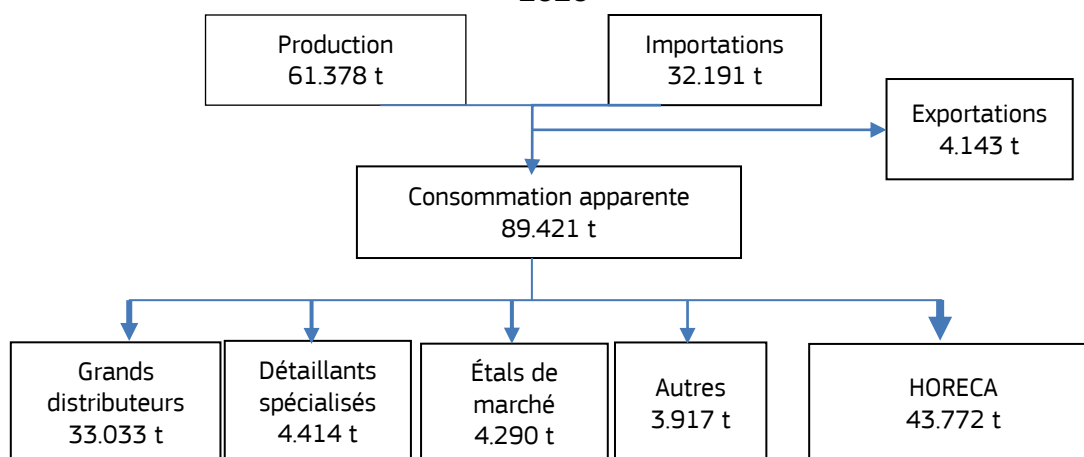 Production
61.378 t
Importations
32.191 t
Exportations
4.143 t
Consommation apparente
89.421 t
Grands
distributeurs
33.033 t
Détaillants
spécialisés
4.414 t
Étals de
marché
4.290 t
Autres
3.917 t
HORECA
43.772 t